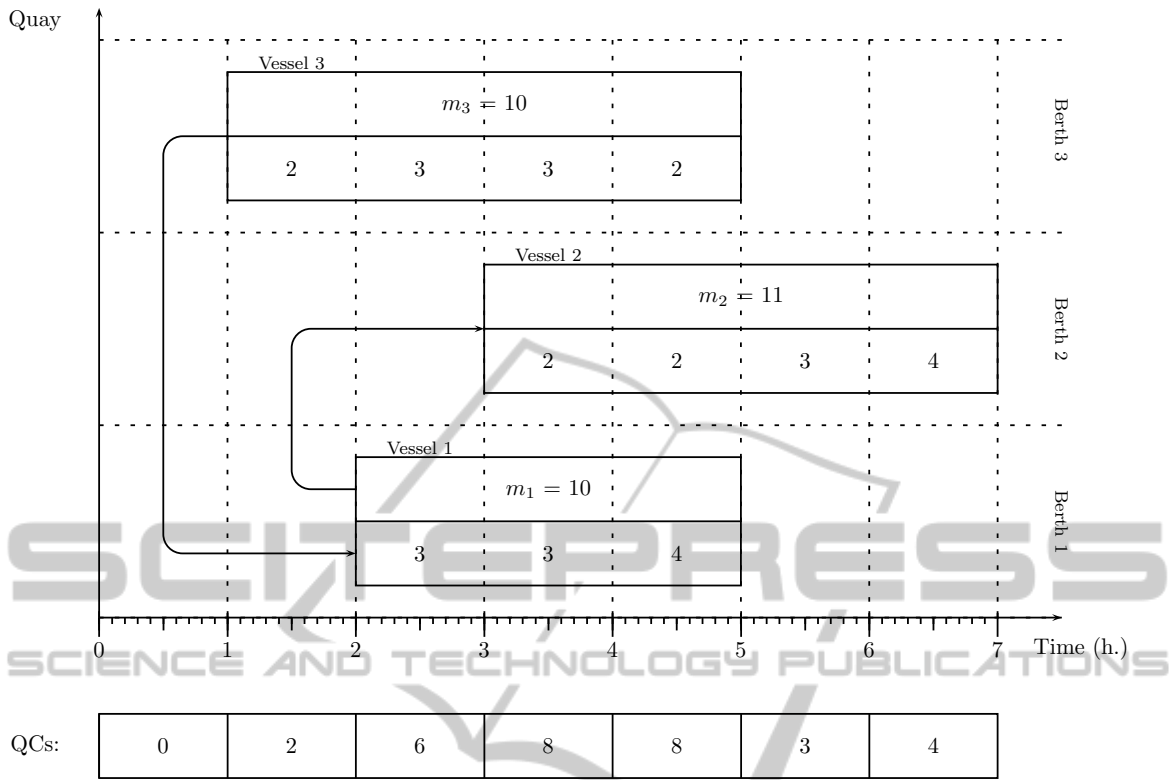 Quay
Vessel 3
m3 = 10
2 3 3 2
Berth 3
Vessel 2
m2 = 11
2 2 3 4
Berth 2
Vessel 1
m1 = 10
3 3 4
Berth 1
0 1 2 3 4 5 6 7 Time (h.)
SCITEPRESS
SCIENCE AND TECHNOLOGY PUBLICATIONS
QCs: 0 2 6 8 8 3 4